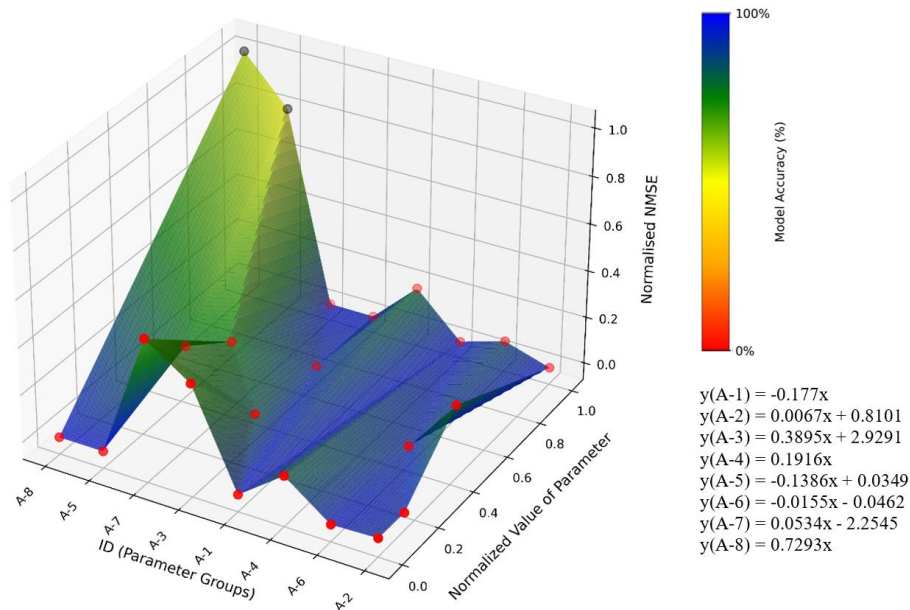 100%
Model Accuracy (%)
0%
1.0
0.8
0.6
0.4
0.2
0.0
Normalised NMSE
1.0
0.8
0.6
0.4
0.2
0.0
Normalized Value of Parameter
A-8
A-5
A-7
A-3
A-1
A-4
A-6
A-2
ID (Parameter Groups)
y(A-1) = -0.177x
y(A-2) = 0.0067x + 0.8101
y(A-3) = 0.3895x + 2.9291
y(A-4) = 0.1916x
y(A-5) = -0.1386x + 0.0349
y(A-6) = -0.0155x - 0.0462
y(A-7) = 0.0534x - 2.2545
y(A-8) = 0.7293x